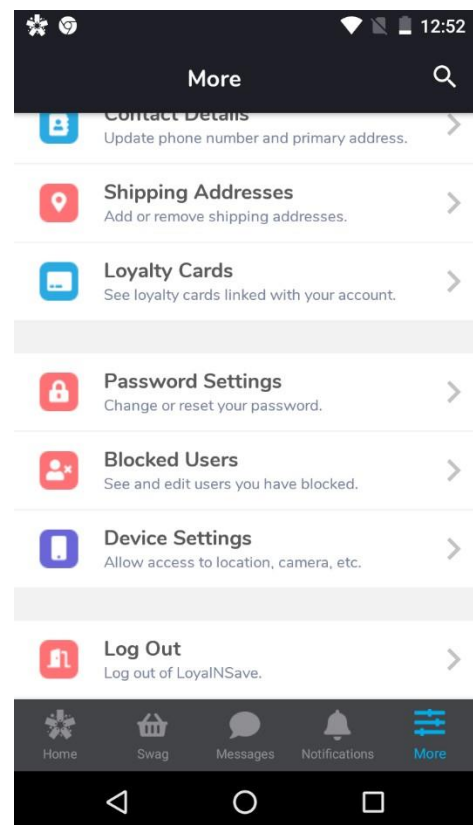 12:52
More
Contact Details
Update phone number and primary address.
Shipping Addresses
Add or remove shipping addresses.
Loyalty Cards
See loyalty cards linked with your account.
Password Settings
Change or reset your password.
Blocked Users
See and edit users you have blocked.
Device Settings
Allow access to location, camera, etc.
Log Out
Log out of LoyalNSave.
Home
Swag
Messages
Notifications
More